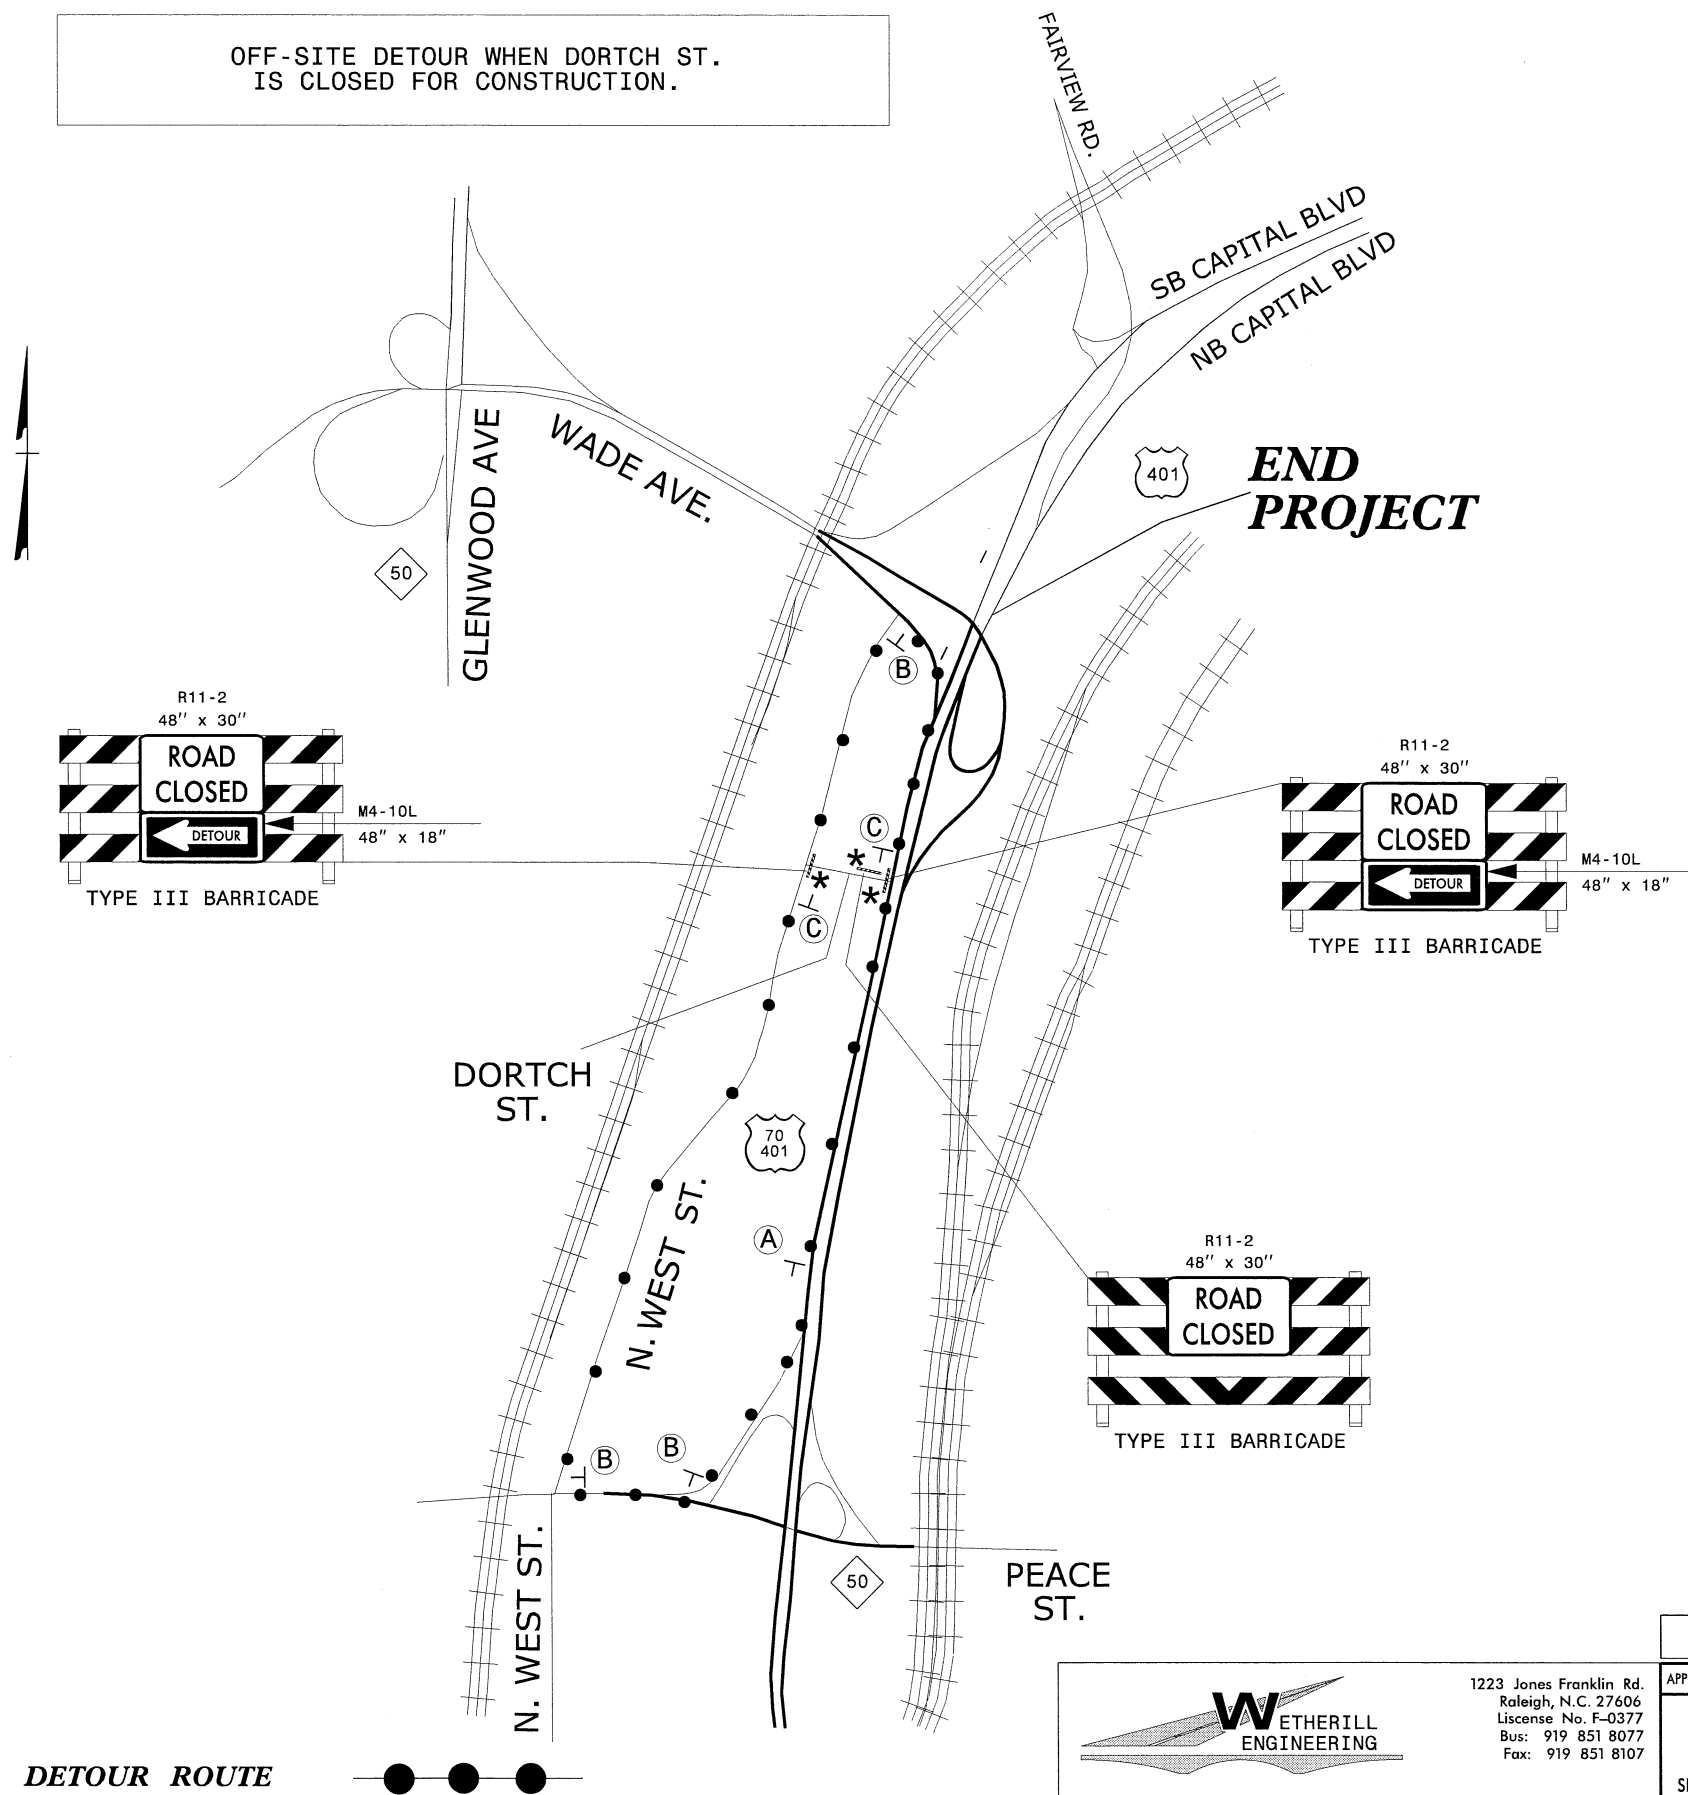 OFF-SITE DETOUR WHEN DORTCH ST.
IS CLOSED FOR CONSTRUCTION.
FAIRVIEW RD.
SB CAPITAL BLVD
NB CAPITAL BLVD
WADE AVE.
GLENWOOD AVE
50
401
END
PROJECT
B
R11-2
48" x 30"
ROAD
CLOSED
DETOUR
M4-10L
48" x 18"
TYPE III BARRICADE
R11-2
48" x 30"
ROAD
CLOSED
DETOUR
M4-10L
48" x 18"
TYPE III BARRICADE
C
*
*
*
C
DORTCH
ST.
70
401
N. WEST ST.
A
R11-2
48" x 30"
ROAD
CLOSED
TYPE III BARRICADE
B
B
N. WEST ST.
50
PEACE
ST.
DETOUR ROUTE
WETHERILL
ENGINEERING
1223 Jones Franklin Rd.
Raleigh, N.C. 27606
Liscense No. F-0377
Bus: 919 851 8077
Fax: 919 851 8107
APP